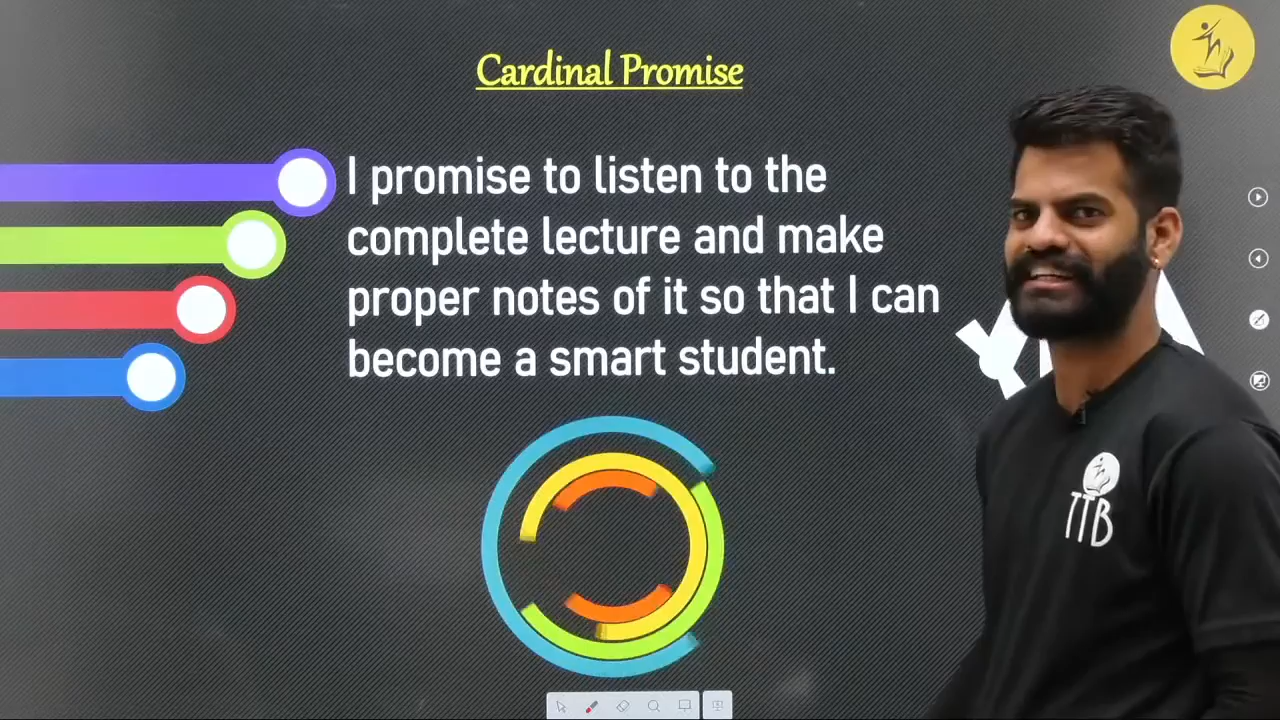 Cardinal Promise
I promise to listen to the
complete lecture and make
proper notes of it so that I can
become a smart student.
TTB